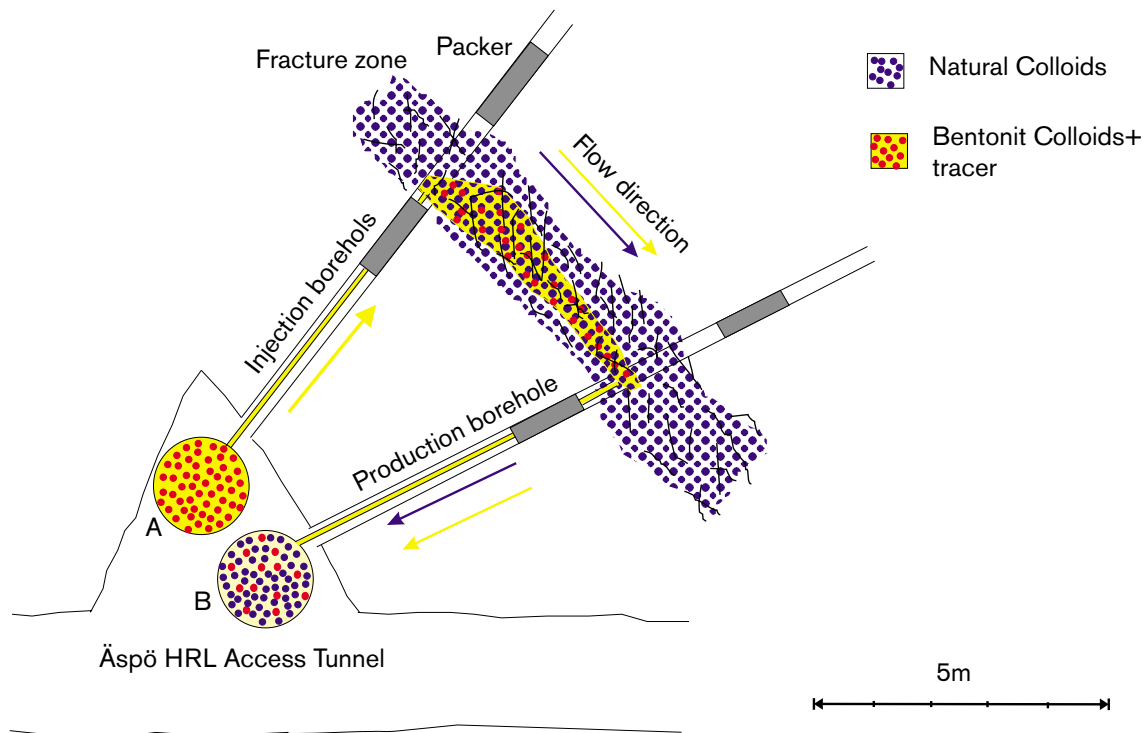 Packer
Fracture zone
Natural Colloids
Bentonit Colloids+
tracer
Flow direction
Injection borehols
Production borehole
A
B
Äspö HRL Access Tunnel
5m